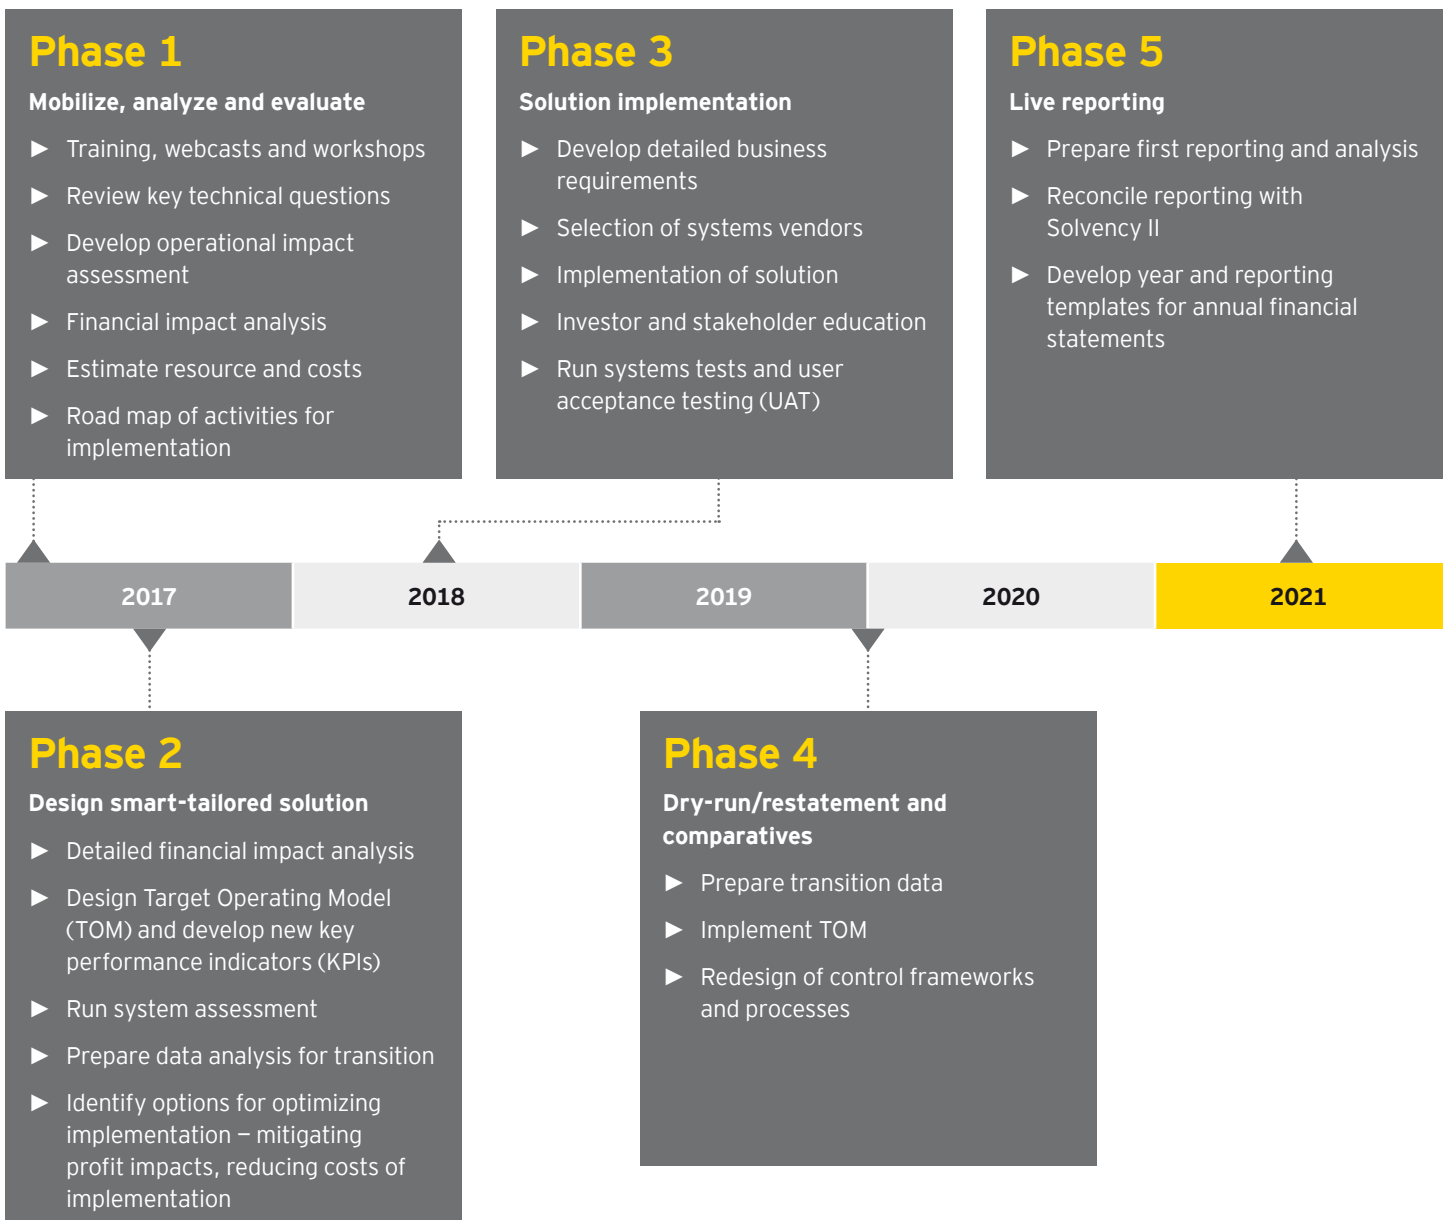 Phase 1
Mobilize, analyze and evaluate
► Training, webcasts and workshops
► Review key technical questions
► Develop operational impact
assessment
► Financial impact analysis
► Estimate resource and costs
► Road map of activities for
implementation
Phase 3
Solution implementation
► Develop detailed business
requirements
► Selection of systems vendors
► Implementation of solution
► Investor and stakeholder education
► Run systems tests and user
acceptance testing (UAT)
Phase 5
Live reporting
► Prepare first reporting and analysis
► Reconcile reporting with
Solvency II
► Develop year and reporting
templates for annual financial
statements
2017
2018
2019
2020
2021
Phase 2
Design smart-tailored solution
► Detailed financial impact analysis
► Design Target Operating Model
(TOM) and develop new key
performance indicators (KPIs)
► Run system assessment
► Prepare data analysis for transition
► Identify options for optimizing
implementation – mitigating
profit impacts, reducing costs of
implementation
Phase 4
Dry-run/restatement and
comparatives
► Prepare transition data
► Implement TOM
► Redesign of control frameworks
and processes